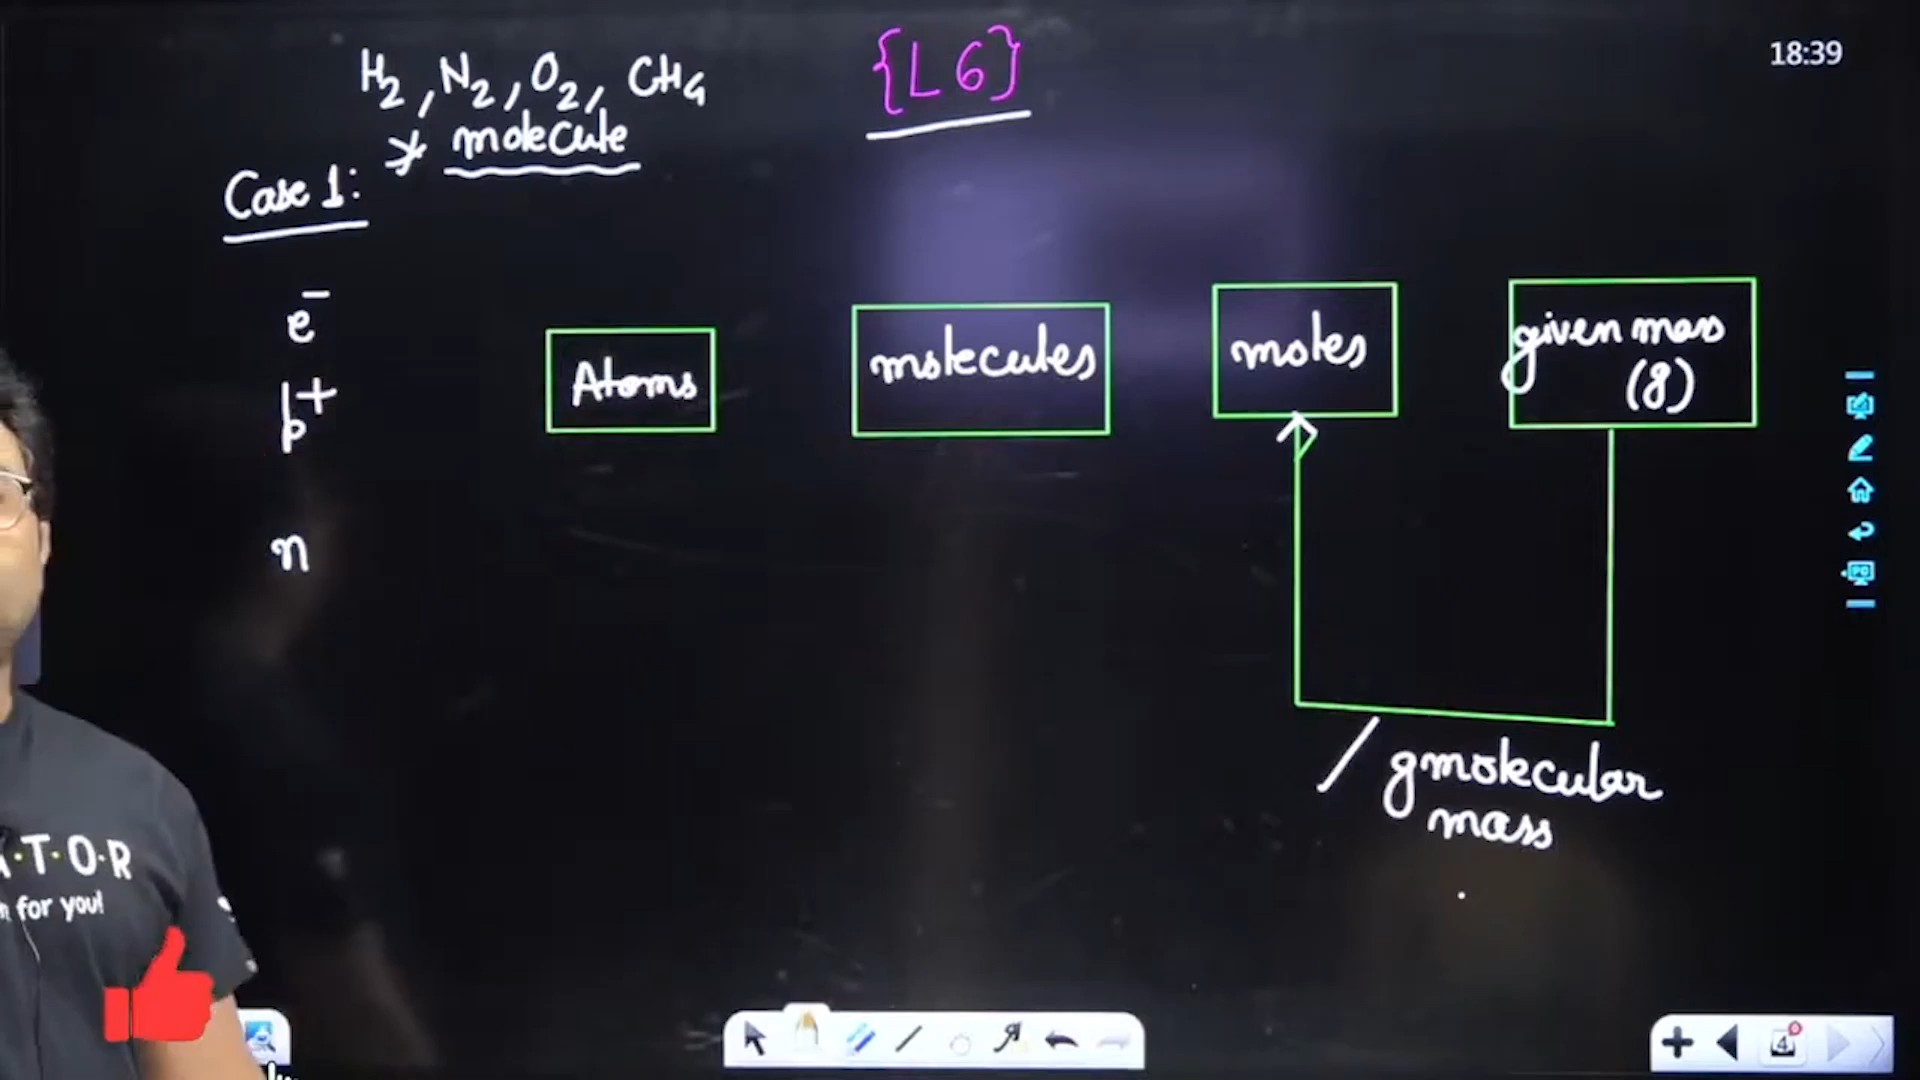 H₂, N₂, O₂, CH₄
{L6}
18:39
* molecule
Case 1:
e⁻
p⁺
n
Atoms
molecules
moles
given mass
(g)
/ gmolecular
mass
A·T·O·R
for you!
4